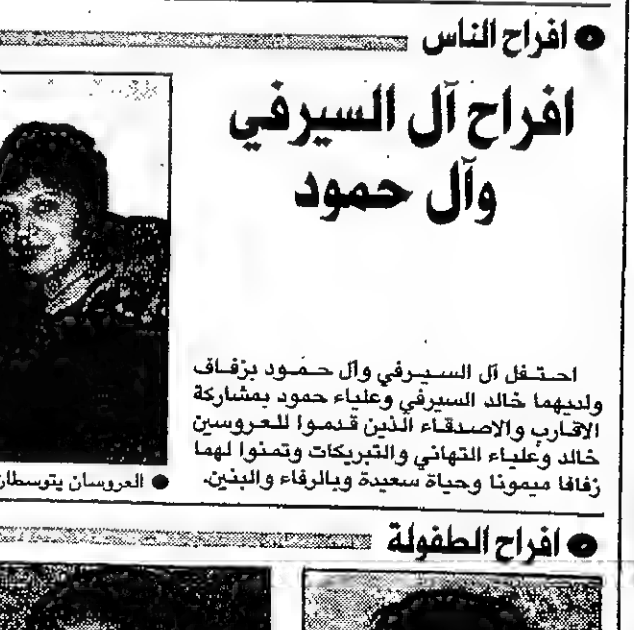 افراح الناس
افراح آل السيرفي
وآل حمود
احتفل آل السيرفي وآل حمود بزفاف
ولديهما خالد السيرفي وعلياء حمود بمشاركة
الاقارب والاصدقاء الذين قدموا للعروسين
خالد وعلياء التهاني والتبريكات وتمنوا لهما
زفافا ميمونا وحياة سعيدة وبالرفاء والبنين.
العروسان يتوسطان
افراح الطفولة